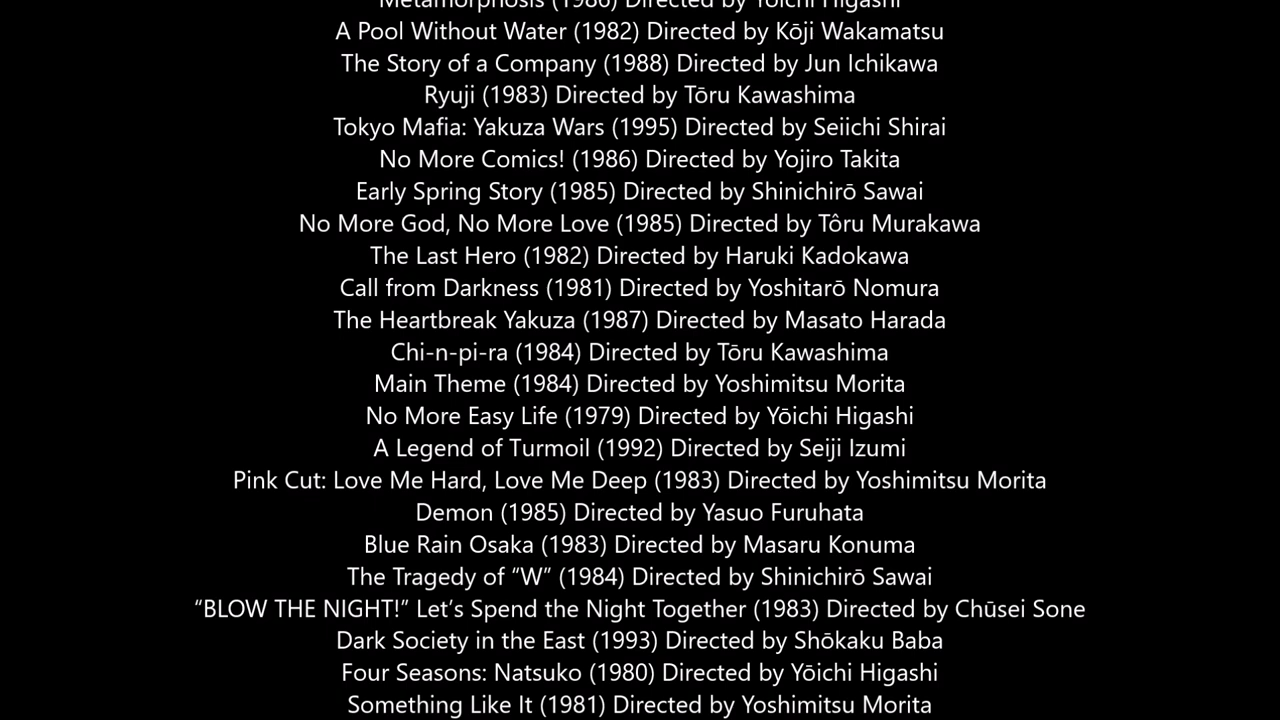 Metamorphosis (1986) Directed by Yōichi Higashi
A Pool Without Water (1982) Directed by Kōji Wakamatsu
The Story of a Company (1988) Directed by Jun Ichikawa
Ryuji (1983) Directed by Tōru Kawashima
Tokyo Mafia: Yakuza Wars (1995) Directed by Seiichi Shirai
No More Comics! (1986) Directed by Yojiro Takita
Early Spring Story (1985) Directed by Shinichirō Sawai
No More God, No More Love (1985) Directed by Tôru Murakawa
The Last Hero (1982) Directed by Haruki Kadokawa
Call from Darkness (1981) Directed by Yoshitarō Nomura
The Heartbreak Yakuza (1987) Directed by Masato Harada
Chi-n-pi-ra (1984) Directed by Tōru Kawashima
Main Theme (1984) Directed by Yoshimitsu Morita
No More Easy Life (1979) Directed by Yōichi Higashi
A Legend of Turmoil (1992) Directed by Seiji Izumi
Pink Cut: Love Me Hard, Love Me Deep (1983) Directed by Yoshimitsu Morita
Demon (1985) Directed by Yasuo Furuhata
Blue Rain Osaka (1983) Directed by Masaru Konuma
The Tragedy of “W” (1984) Directed by Shinichirō Sawai
“BLOW THE NIGHT!” Let’s Spend the Night Together (1983) Directed by Chūsei Sone
Dark Society in the East (1993) Directed by Shōkaku Baba
Four Seasons: Natsuko (1980) Directed by Yōichi Higashi
Something Like It (1981) Directed by Yoshimitsu Morita